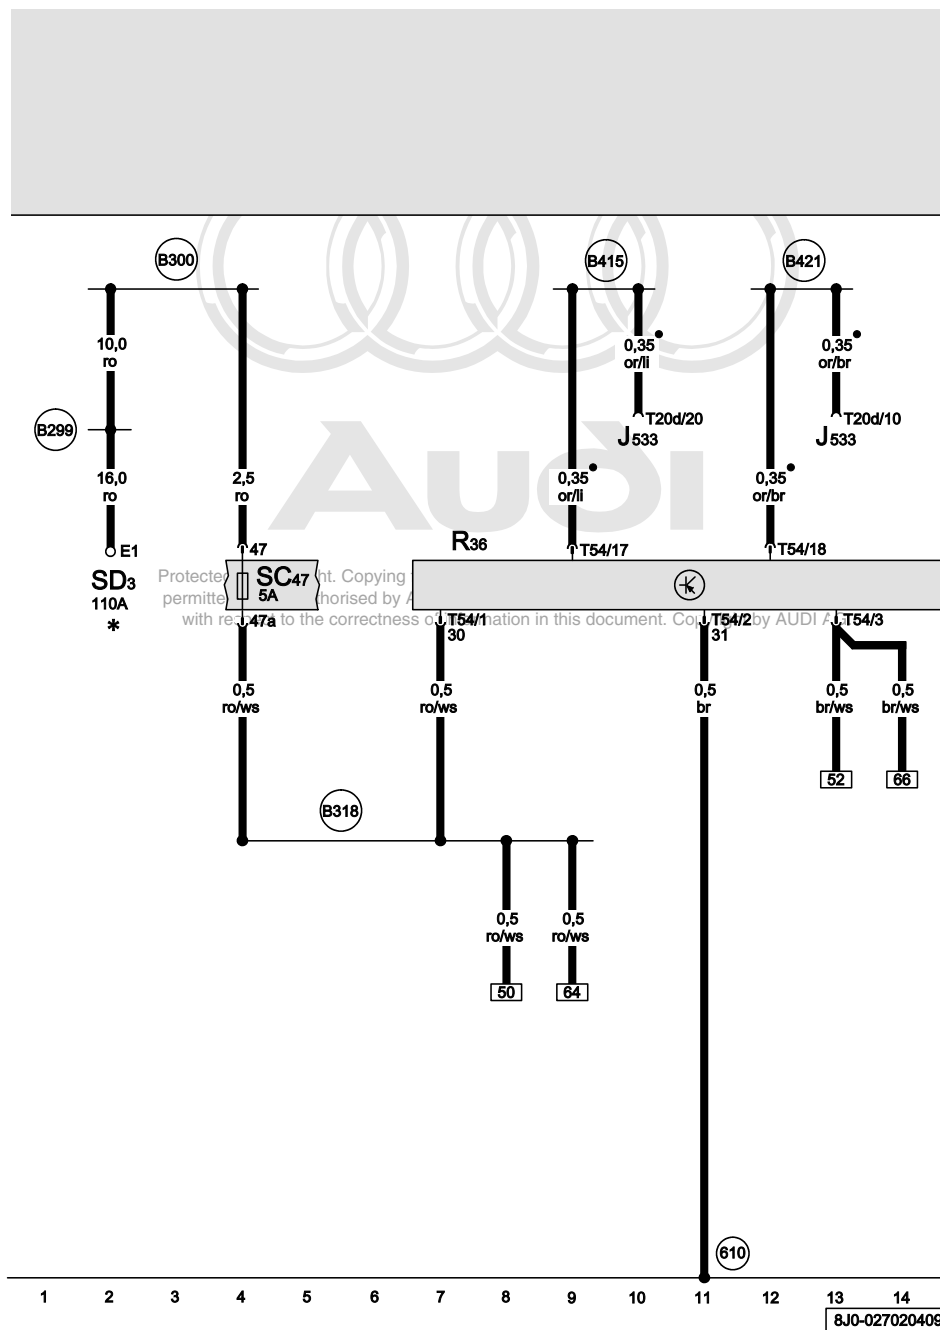 B300
B415
B421
10,0
ro
0,35
or/li
0,35
or/br
B299
T20d/20
J533
T20d/10
J533
AUDI
16,0
ro
2,5
ro
0,35
or/li
0,35
or/br
E1
47
R36
T54/17
T54/18
SD3
110A
*
SC47
5A
Protected ht. Copying
permitte horised by A
with re t to the correctness o nation in this document. Cop by AUDI A
47a
T54/1
30
T54/2
31
T54/3
0,5
ro/ws
0,5
ro/ws
0,5
br
0,5
br/ws
0,5
br/ws
52
66
B318
0,5
ro/ws
0,5
ro/ws
50
64
610
1 2 3 4 5 6 7 8 9 10 11 12 13 14
8J0-027020409